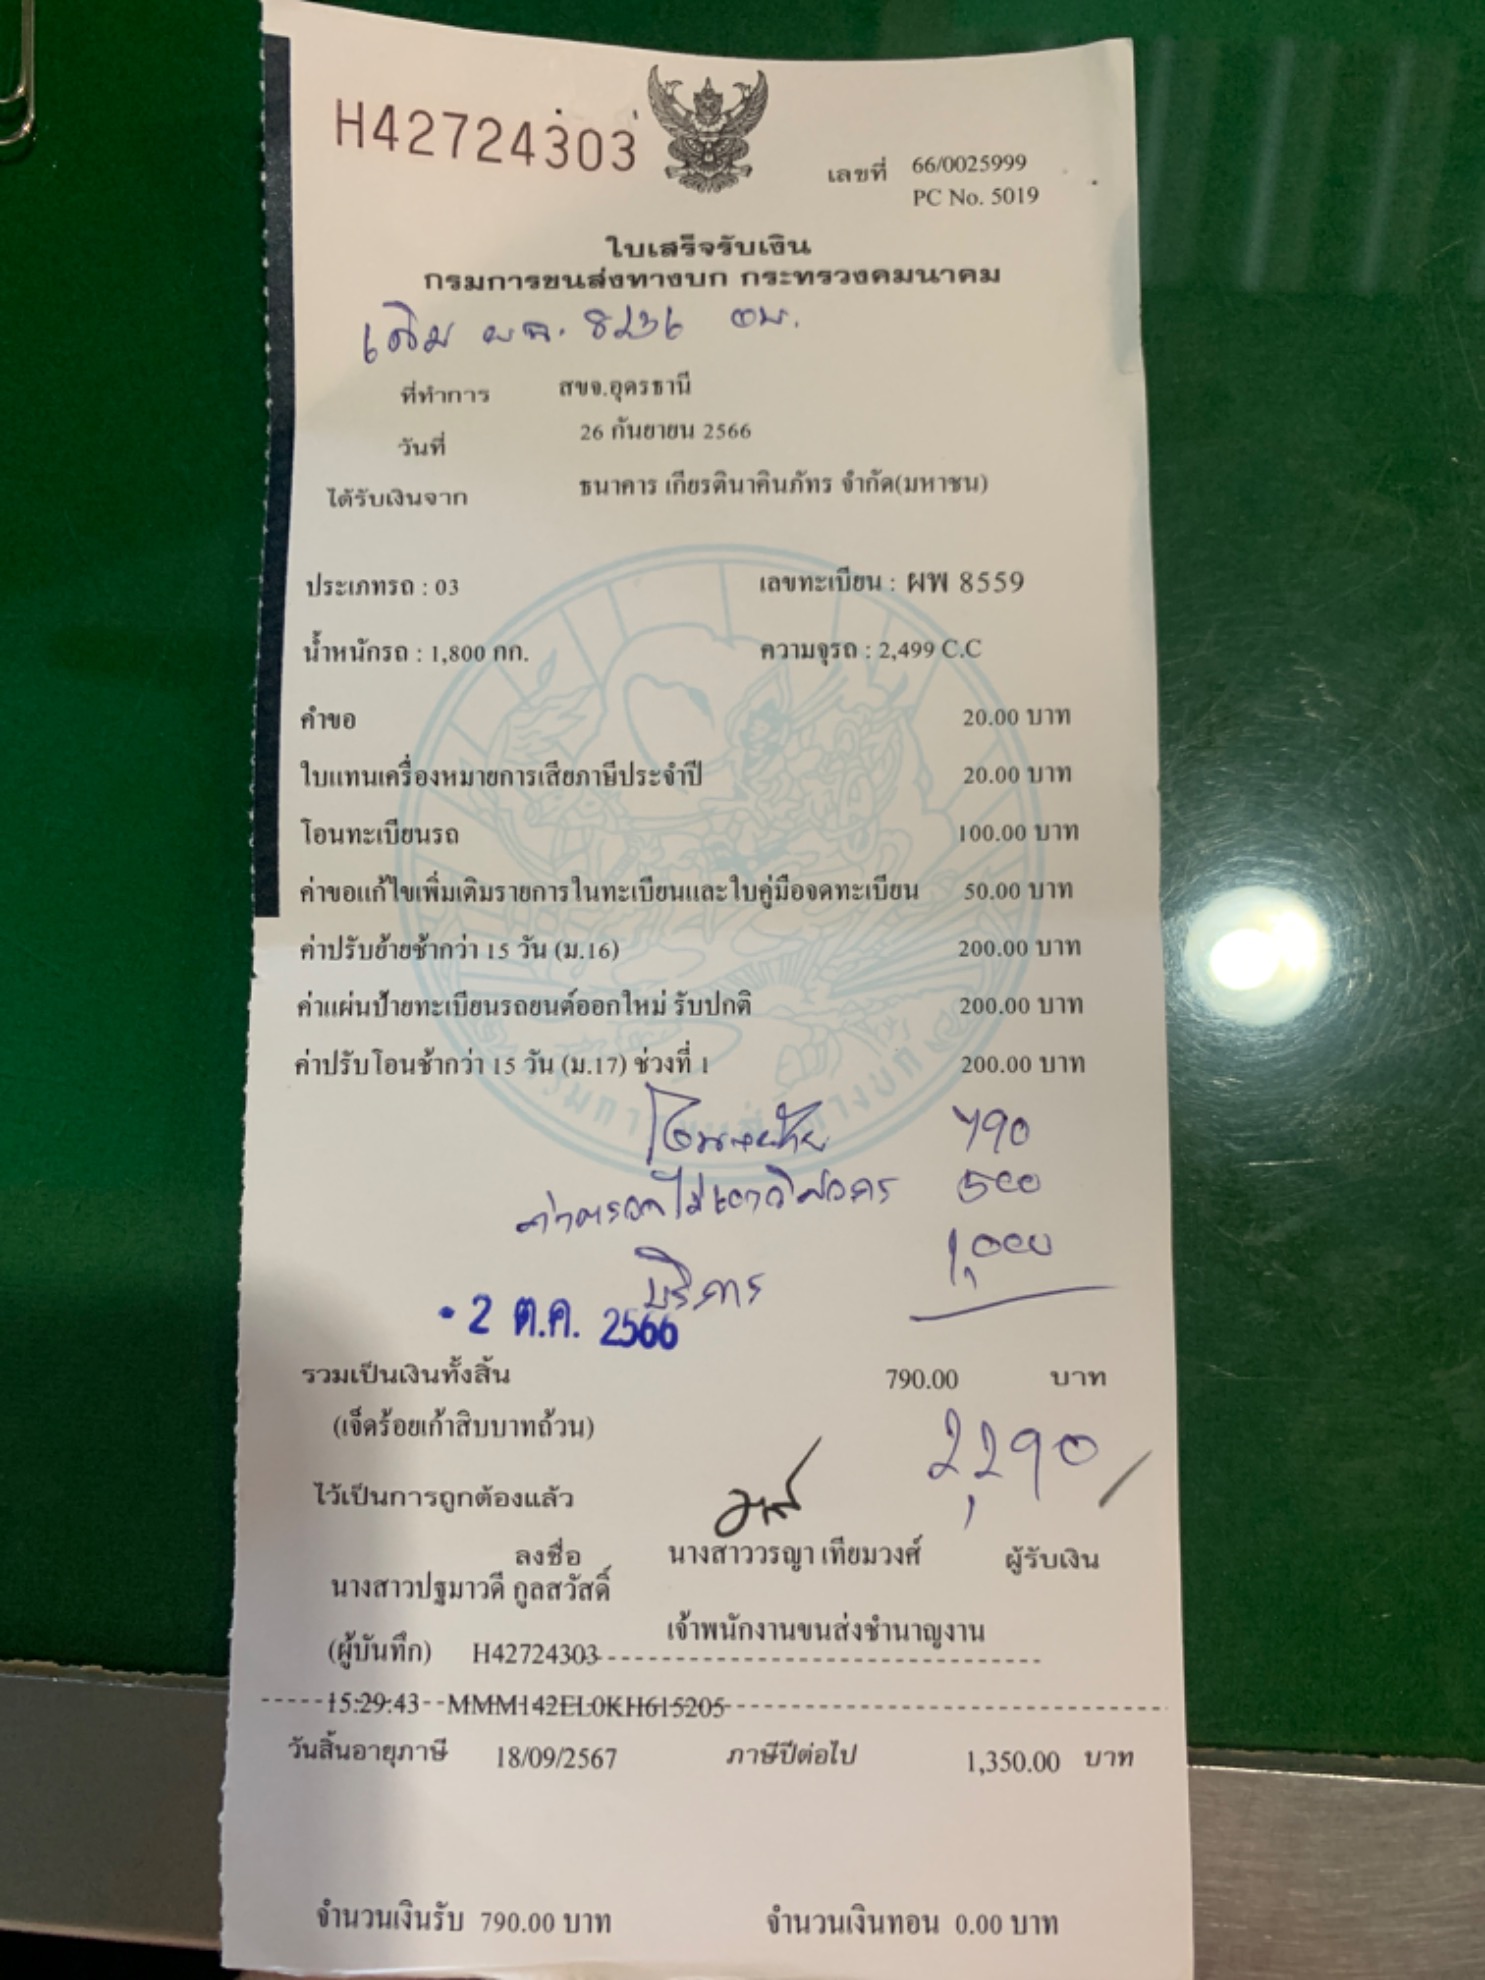 H42724303
เลขที่ 66/0025999
PC No. 5019
ใบเสร็จรับเงิน
กรมการขนส่งทางบก กระทรวงคมนาคม
เดิม 8236
ที่ทำการ สขจ.อุดรธานี
วันที่ 26 กันยายน 2566
ได้รับเงินจาก ธนาคาร เกียรตินาคินภัทร จำกัด(มหาชน)
ประเภทรถ : 03 เลขทะเบียน : ผพ 8559
น้ำหนักรถ : 1,800 กก. ความจุรถ : 2,499 C.C
คำขอ 20.00 บาท
ใบแทนเครื่องหมายการเสียภาษีประจำปี 20.00 บาท
โอนทะเบียนรถ 100.00 บาท
ค่าขอแก้ไขเพิ่มเติมรายการในทะเบียนและใบคู่มือจดทะเบียน 50.00 บาท
ค่าปรับย้ายช้ากว่า 15 วัน (ม.16) 200.00 บาท
ค่าแผ่นป้ายทะเบียนรถยนต์ออกใหม่ รับปกติ 200.00 บาท
ค่าปรับโอนช้ากว่า 15 วัน (ม.17) ช่วงที่ 1 200.00 บาท
790
500
บริการ 1,000
2 ต.ค. 2566
รวมเป็นเงินทั้งสิ้น 790.00 บาท
(เจ็ดร้อยเก้าสิบบาทถ้วน)
2,290
ไว้เป็นการถูกต้องแล้ว
ลงชื่อ นางสาววรญา เทียมวงศ์ ผู้รับเงิน
นางสาวปฐมาวดี กูลสวัสดิ์
เจ้าพนักงานขนส่งชำนาญงาน
(ผู้บันทึก) H42724303
15:29:43--MMM142EL0KH615205
วันสิ้นอายุภาษี 18/09/2567 ภาษีปีต่อไป 1,350.00 บาท
จำนวนเงินรับ 790.00 บาท จำนวนเงินทอน 0.00 บาท